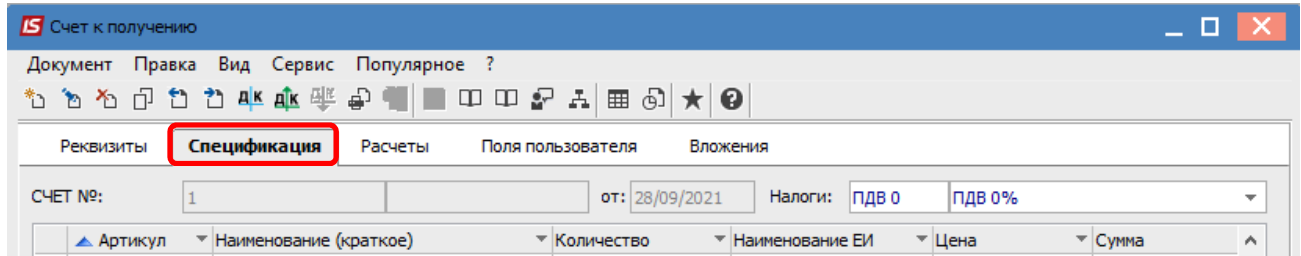 IS Счет к получению
Документ Правка Вид Сервис Популярное ?
Реквизиты Спецификация Расчеты Поля пользователя Вложения
СЧЕТ №: 1 от: 28/09/2021 Налоги: ПДВ 0 ПДВ 0%
Артикул Наименование (краткое) Количество Наименование ЕИ Цена Сумма